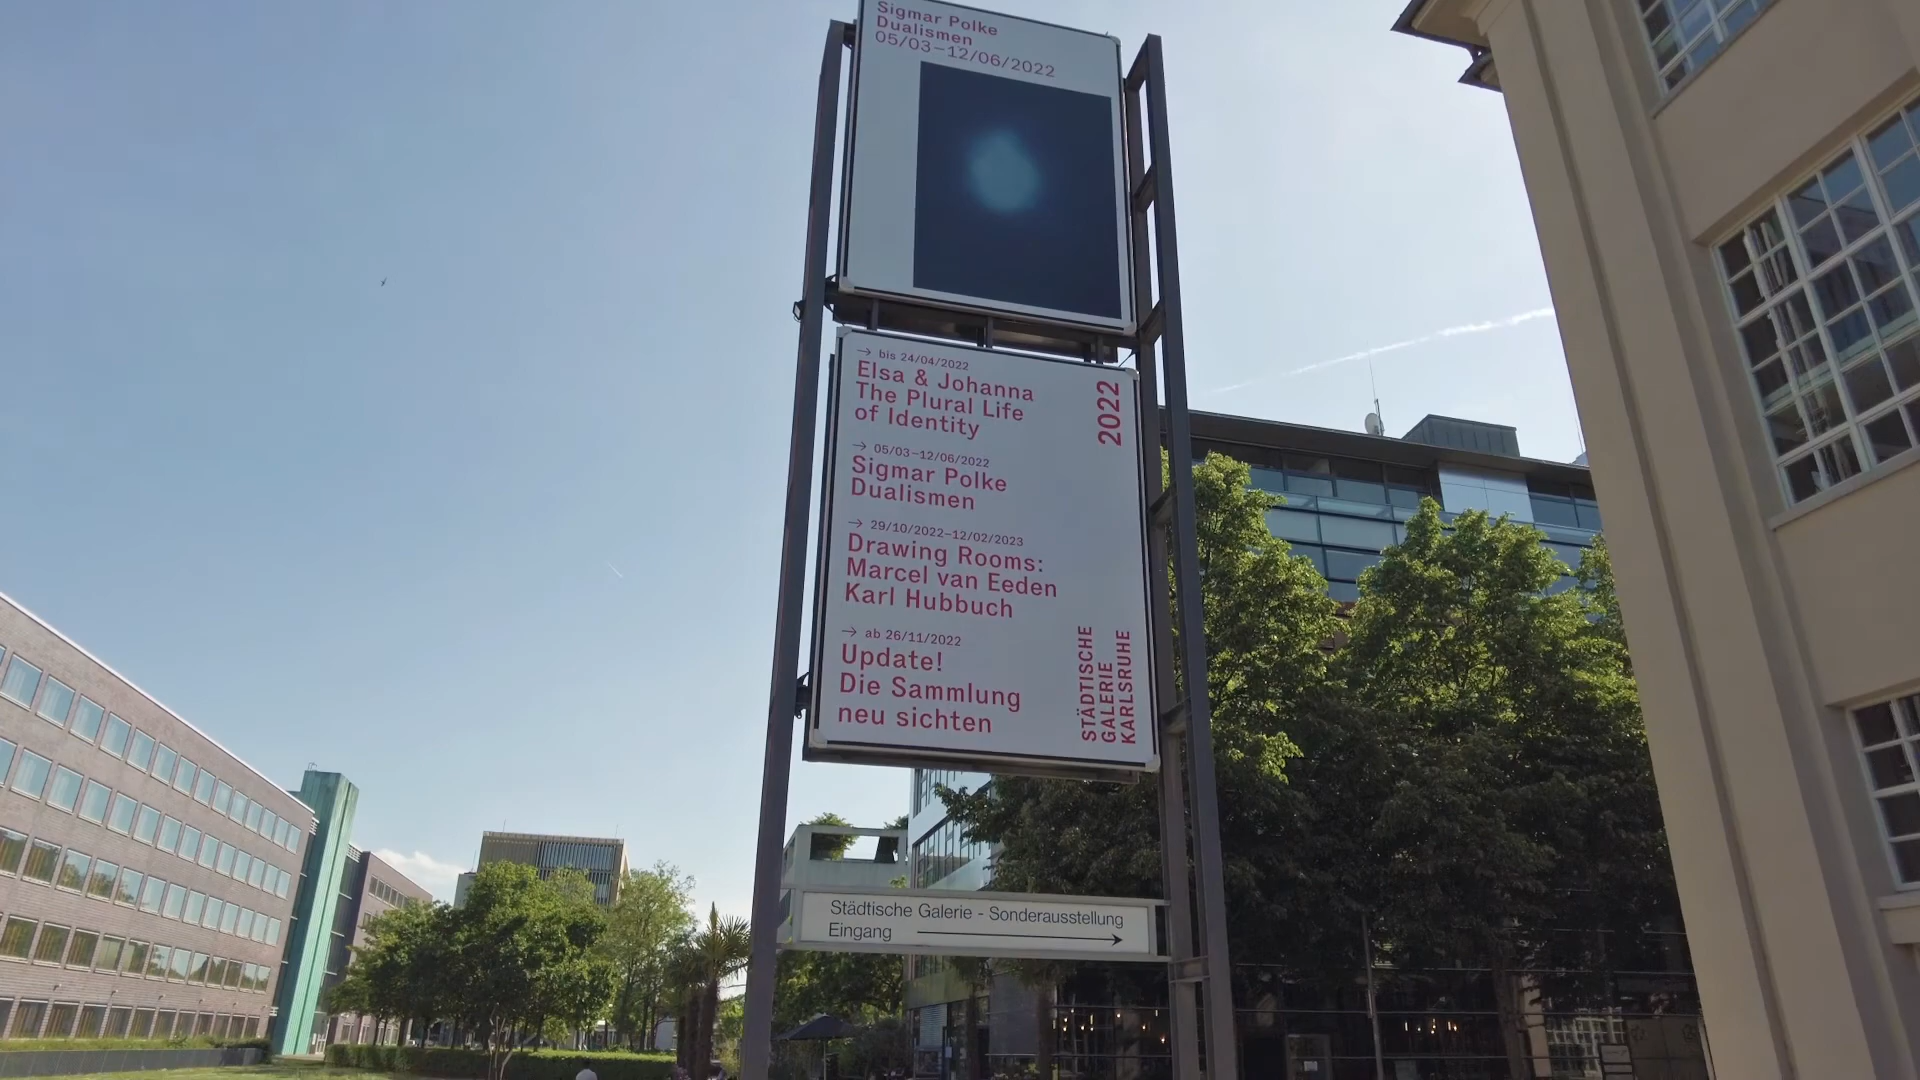 Sigmar Polke
Dualismen
05/03–12/06/2022
→ bis 24/04/2022
Elsa & Johanna
The Plural Life
of Identity
→ 05/03–12/06/2022
Sigmar Polke
Dualismen
→ 29/10/2022–12/02/2023
Drawing Rooms:
Marcel van Eeden
Karl Hubbuch
→ ab 26/11/2022
Update!
Die Sammlung
neu sichten
2022
STÄDTISCHE
GALERIE
KARLSRUHE
Städtische Galerie - Sonderausstellung
Eingang